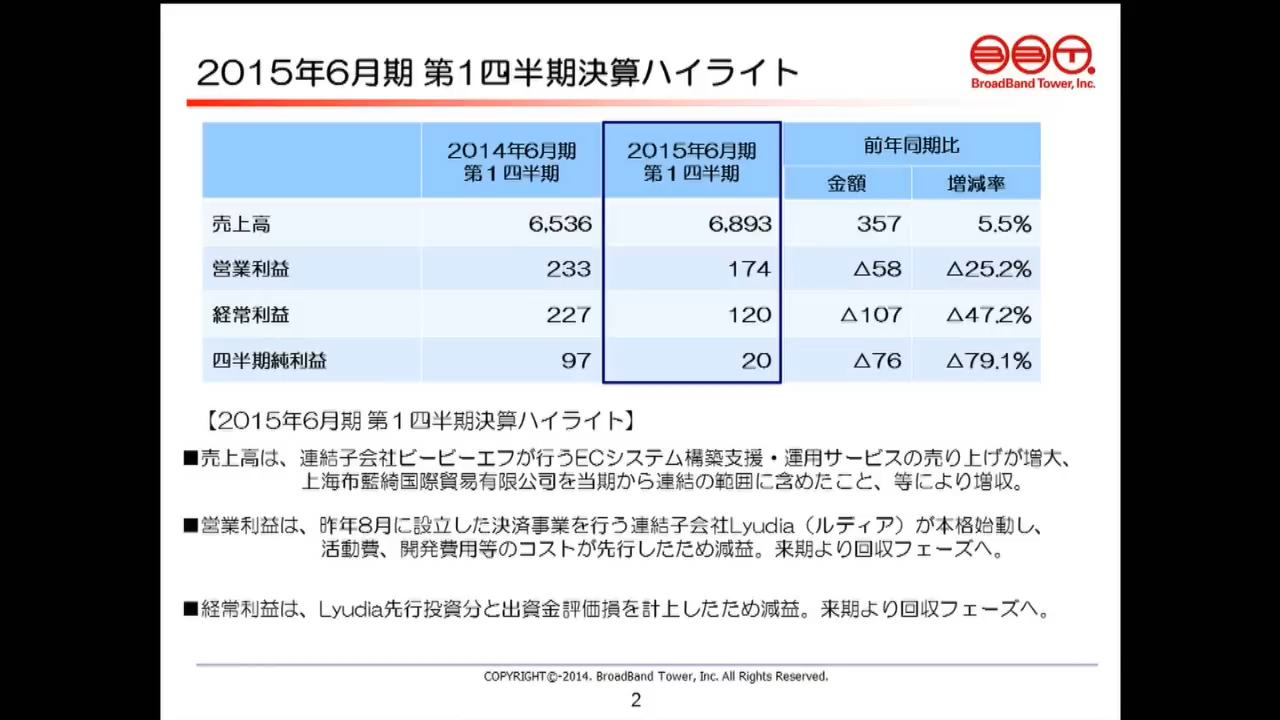 2015年6月期 第1四半期決算ハイライト
BBT.
BroadBand Tower, Inc.
2014年6月期 第1四半期 2015年6月期 第1四半期 前年同期比
金額 増減率
売上高 6,536 6,893 357 5.5%
営業利益 233 174 △58 △25.2%
経常利益 227 120 △107 △47.2%
四半期純利益 97 20 △76 △79.1%
【2015年6月期 第1四半期決算ハイライト】
■売上高は、連結子会社ビービーエフが行うECシステム構築支援・運用サービスの売り上げが増大、
上海布藍綺国際貿易有限公司を当期から連結の範囲に含めたこと、等により増収。
■営業利益は、昨年8月に設立した決済事業を行う連結子会社Lyudia（ルディア）が本格始動し、
活動費、開発費用等のコストが先行したため減益。来期より回収フェーズへ。
■経常利益は、Lyudia先行投資分と出資金評価損を計上したため減益。来期より回収フェーズへ。
COPYRIGHT©-2014. BroadBand Tower, Inc. All Rights Reserved.
2